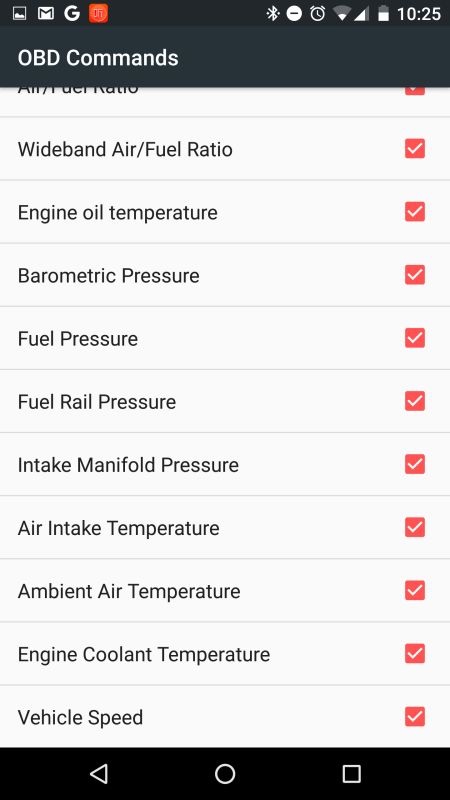 10:25
OBD Commands
Air/Fuel Ratio
Wideband Air/Fuel Ratio
Engine oil temperature
Barometric Pressure
Fuel Pressure
Fuel Rail Pressure
Intake Manifold Pressure
Air Intake Temperature
Ambient Air Temperature
Engine Coolant Temperature
Vehicle Speed